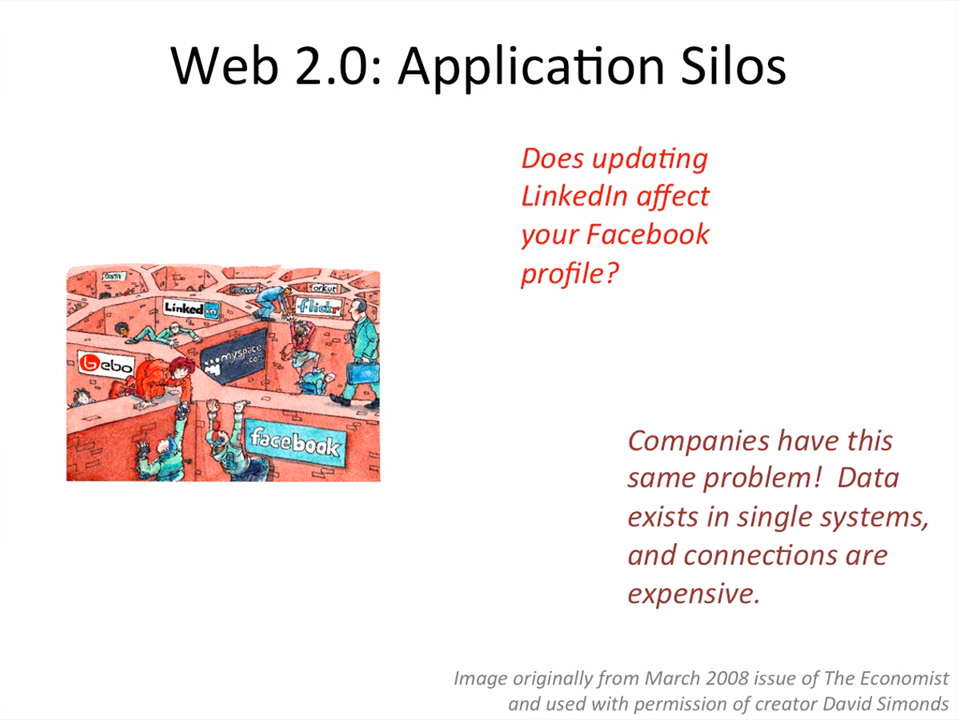 Web 2.0: Application Silos
Does updating
LinkedIn affect
your Facebook
profile?
orkut
Linked in
flickr
myspace
.com
bebo
facebook
Companies have this
same problem!  Data
exists in single systems,
and connections are
expensive.
Image originally from March 2008 issue of The Economist
and used with permission of creator David Simonds